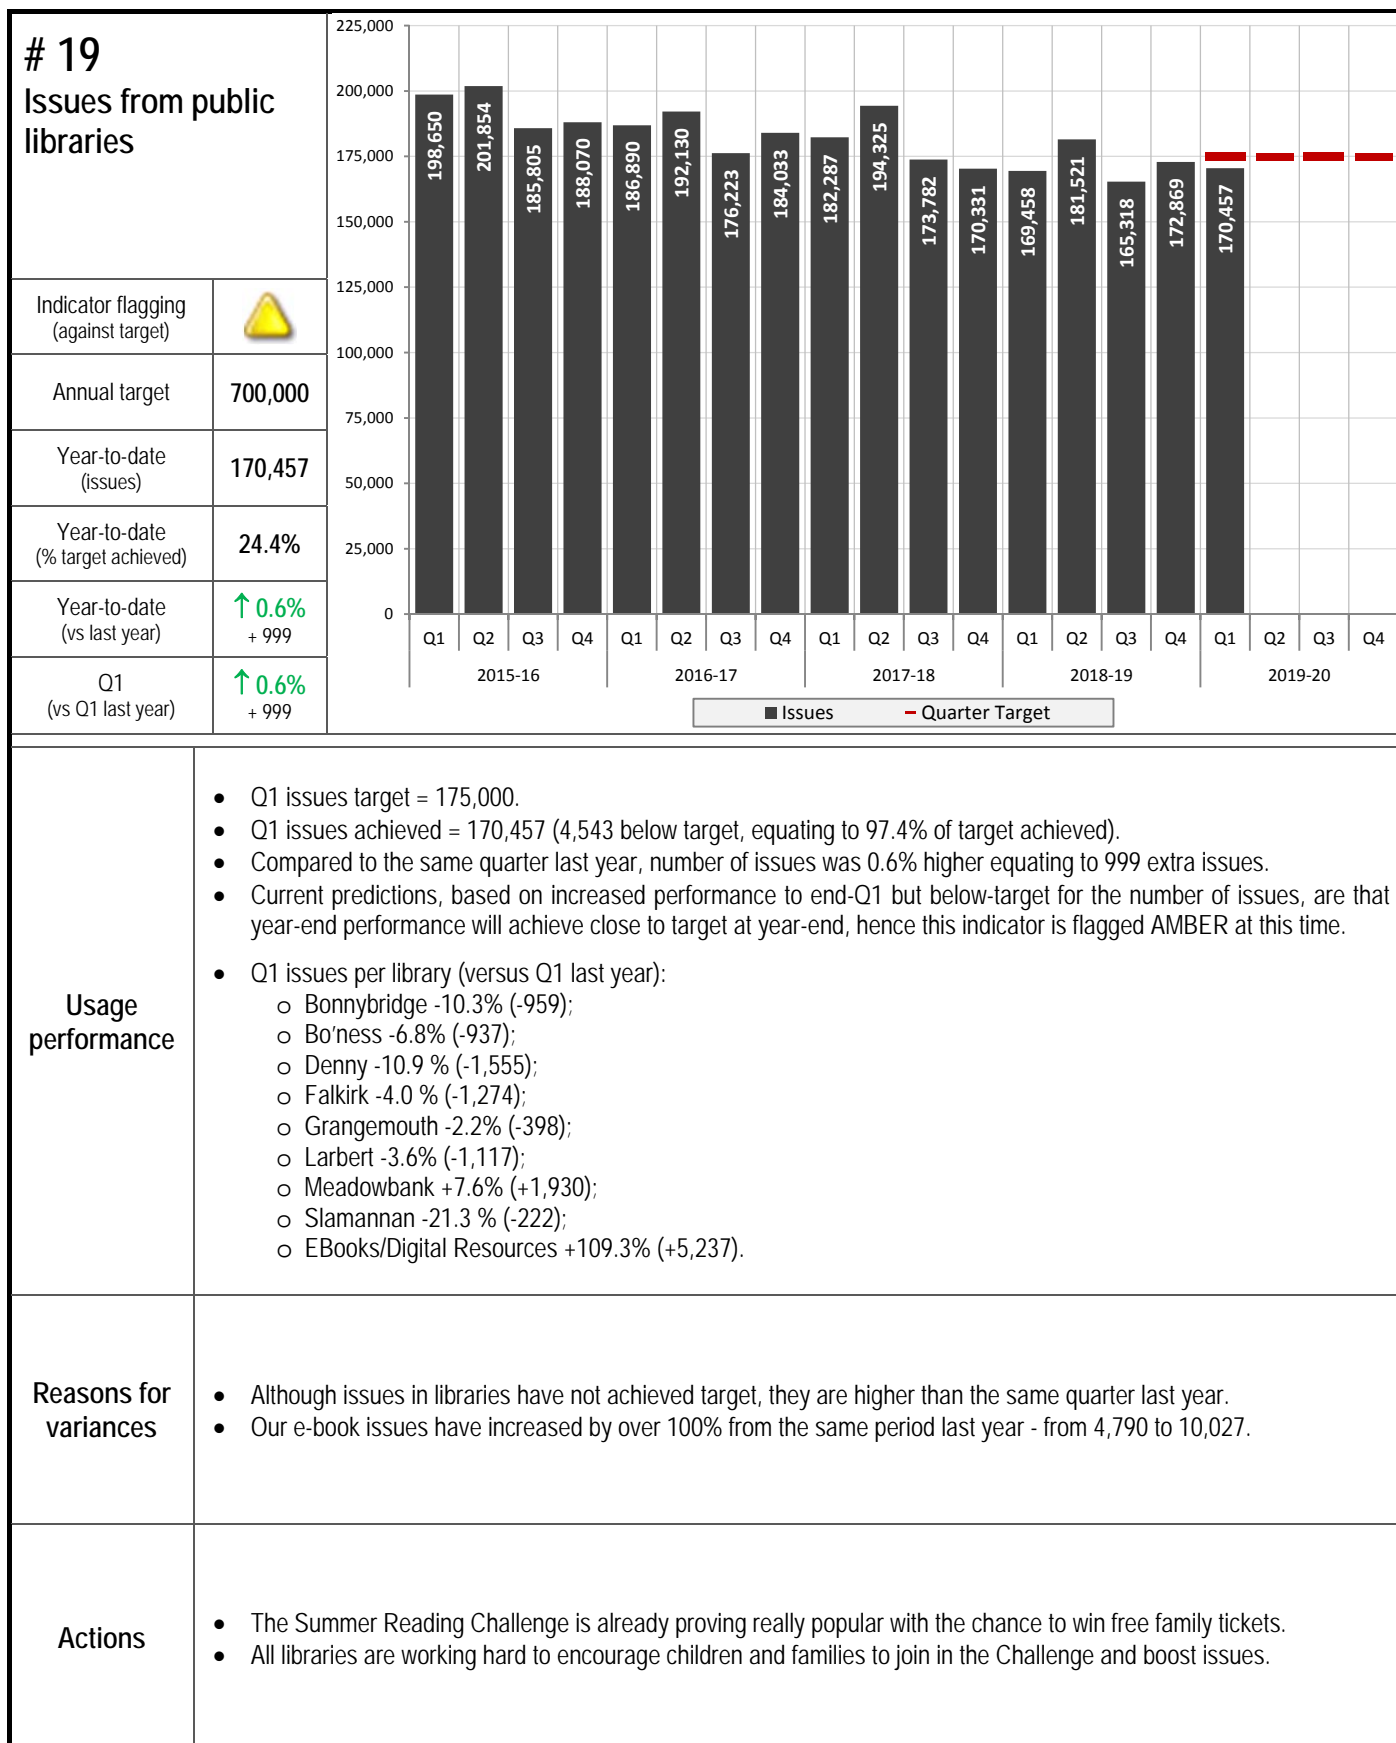 # 19
Issues from public
libraries
Indicator flagging
(against target)
Annual target
700,000
Year-to-date
(issues)
170,457
Year-to-date
(% target achieved)
24.4%
Year-to-date
(vs last year)
↑ 0.6%
+ 999
Q1
(vs Q1 last year)
↑ 0.6%
+ 999
225,000
200,000
175,000
150,000
125,000
100,000
75,000
50,000
25,000
0
198,650
201,854
185,805
188,070
186,890
192,130
176,223
184,033
182,287
194,325
173,782
170,331
169,458
181,521
165,318
172,869
170,457
Q1 Q2 Q3 Q4 Q1 Q2 Q3 Q4 Q1 Q2 Q3 Q4 Q1 Q2 Q3 Q4 Q1 Q2 Q3 Q4
2015-16 2016-17 2017-18 2018-19 2019-20
Issues Quarter Target
Usage
performance
• Q1 issues target = 175,000.
• Q1 issues achieved = 170,457 (4,543 below target, equating to 97.4% of target achieved).
• Compared to the same quarter last year, number of issues was 0.6% higher equating to 999 extra issues.
• Current predictions, based on increased performance to end-Q1 but below-target for the number of issues, are that
year-end performance will achieve close to target at year-end, hence this indicator is flagged AMBER at this time.
• Q1 issues per library (versus Q1 last year):
o Bonnybridge -10.3% (-959);
o Bo'ness -6.8% (-937);
o Denny -10.9 % (-1,555);
o Falkirk -4.0 % (-1,274);
o Grangemouth -2.2% (-398);
o Larbert -3.6% (-1,117);
o Meadowbank +7.6% (+1,930);
o Slamannan -21.3 % (-222);
o EBooks/Digital Resources +109.3% (+5,237).
Reasons for
variances
• Although issues in libraries have not achieved target, they are higher than the same quarter last year.
• Our e-book issues have increased by over 100% from the same period last year - from 4,790 to 10,027.
Actions
• The Summer Reading Challenge is already proving really popular with the chance to win free family tickets.
• All libraries are working hard to encourage children and families to join in the Challenge and boost issues.